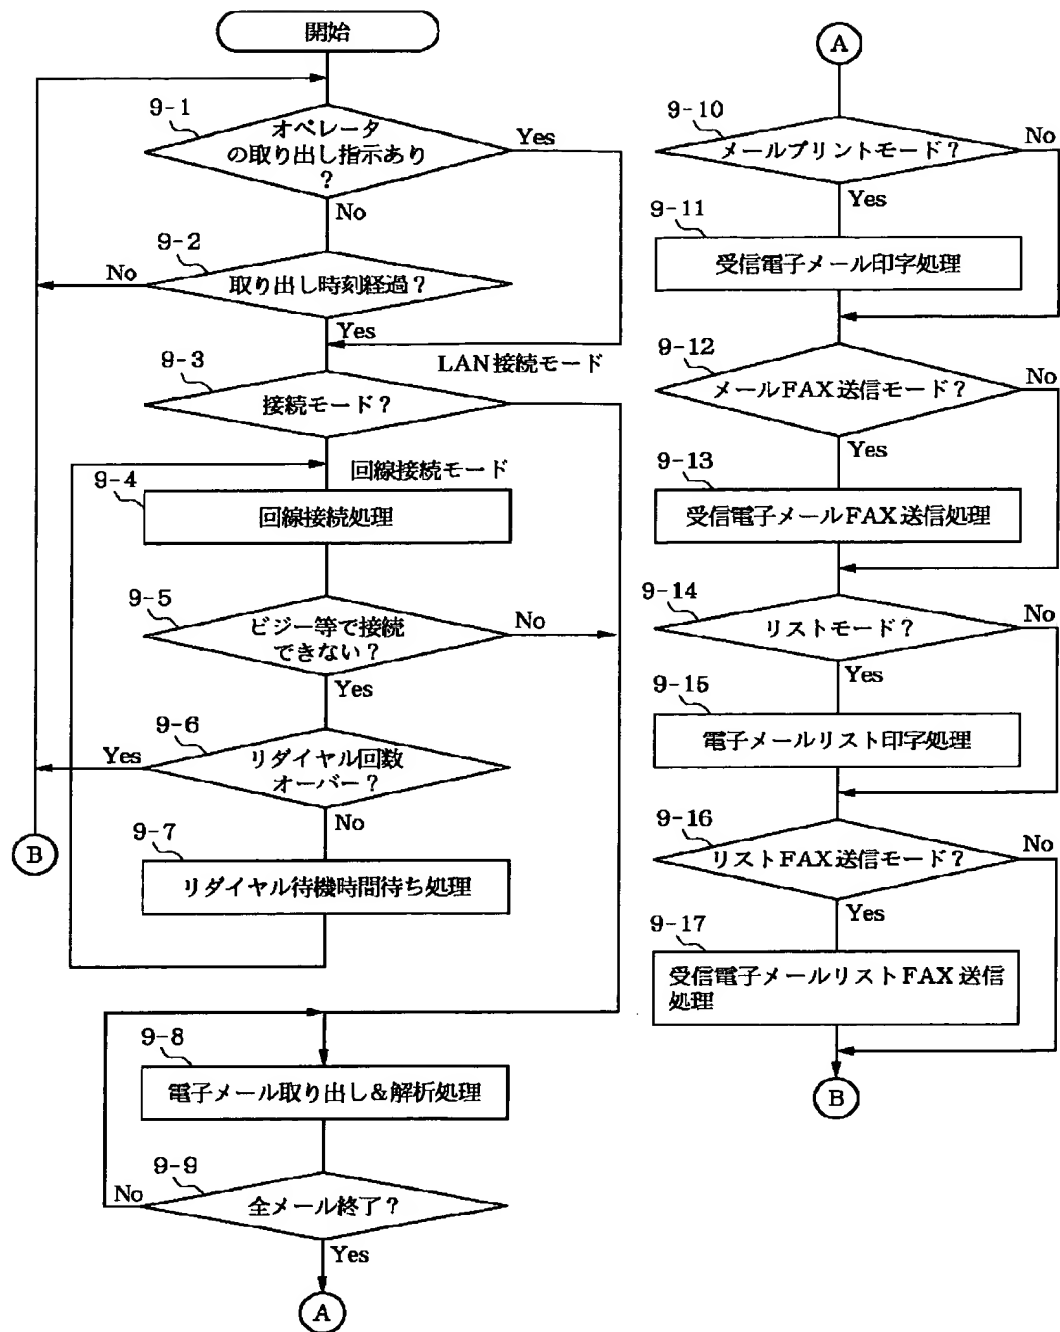 開始
9-1
オペレータ
の取り出し指示あり
?
Yes
No
9-2
取り出し時刻経過?
No
Yes
LAN接続モード
9-3
接続モード?
回線接続モード
9-4
回線接続処理
9-5
ビジー等で接続
できない?
No
Yes
9-6
リダイヤル回数
オーバー?
Yes
No
B
9-7
リダイヤル待機時間待ち処理
9-8
電子メール取り出し&解析処理
9-9
全メール終了?
No
Yes
A
A
9-10
メールプリントモード?
No
Yes
9-11
受信電子メール印字処理
9-12
メールFAX送信モード?
No
Yes
9-13
受信電子メールFAX送信処理
9-14
リストモード?
No
Yes
9-15
電子メールリスト印字処理
9-16
リストFAX送信モード?
No
Yes
9-17
受信電子メールリストFAX送信
処理
B